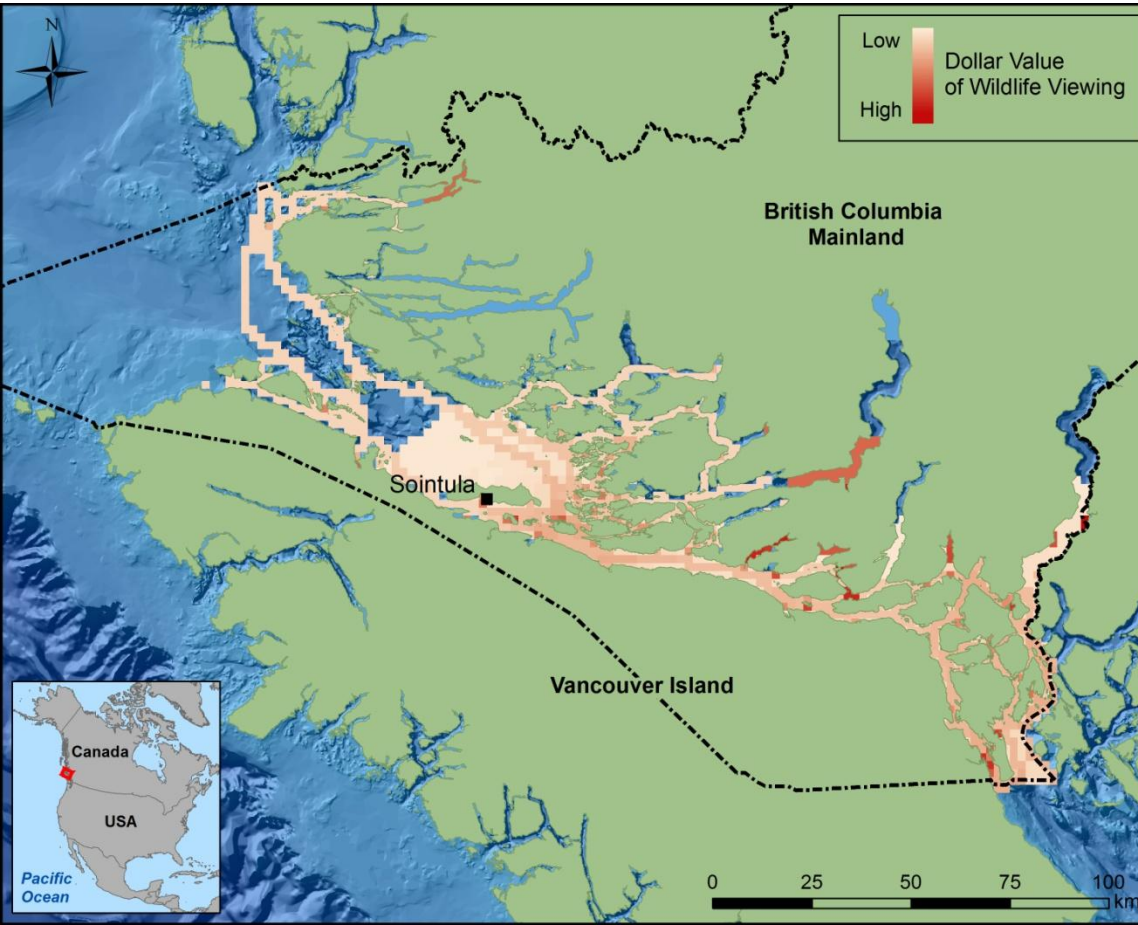 N
Low
High
Dollar Value
of Wildlife Viewing
British Columbia
Mainland
Sointula
Vancouver Island
Canada
USA
Pacific
Ocean
0 25 50 75 100
km